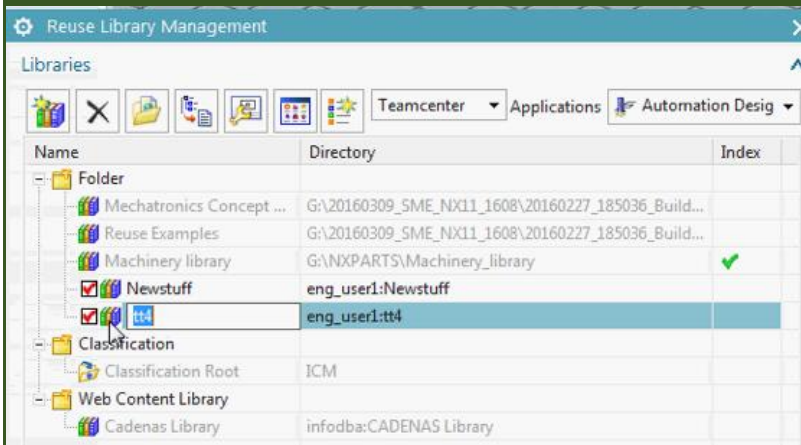 Reuse Library Management
Libraries
Teamcenter Applications Automation Desig
Name Directory Index
Folder
Mechatronics Concept ... G:\20160309_SME_NX11_1608\20160227_185036_Build...
Reuse Examples G:\20160309_SME_NX11_1608\20160227_185036_Build...
Machinery library G:\NXPARTS\Machinery_library
Newstuff eng_user1:Newstuff
tt4 eng_user1:tt4
Classification
Classification Root ICM
Web Content Library
Cadenas Library infodba:CADENAS Library